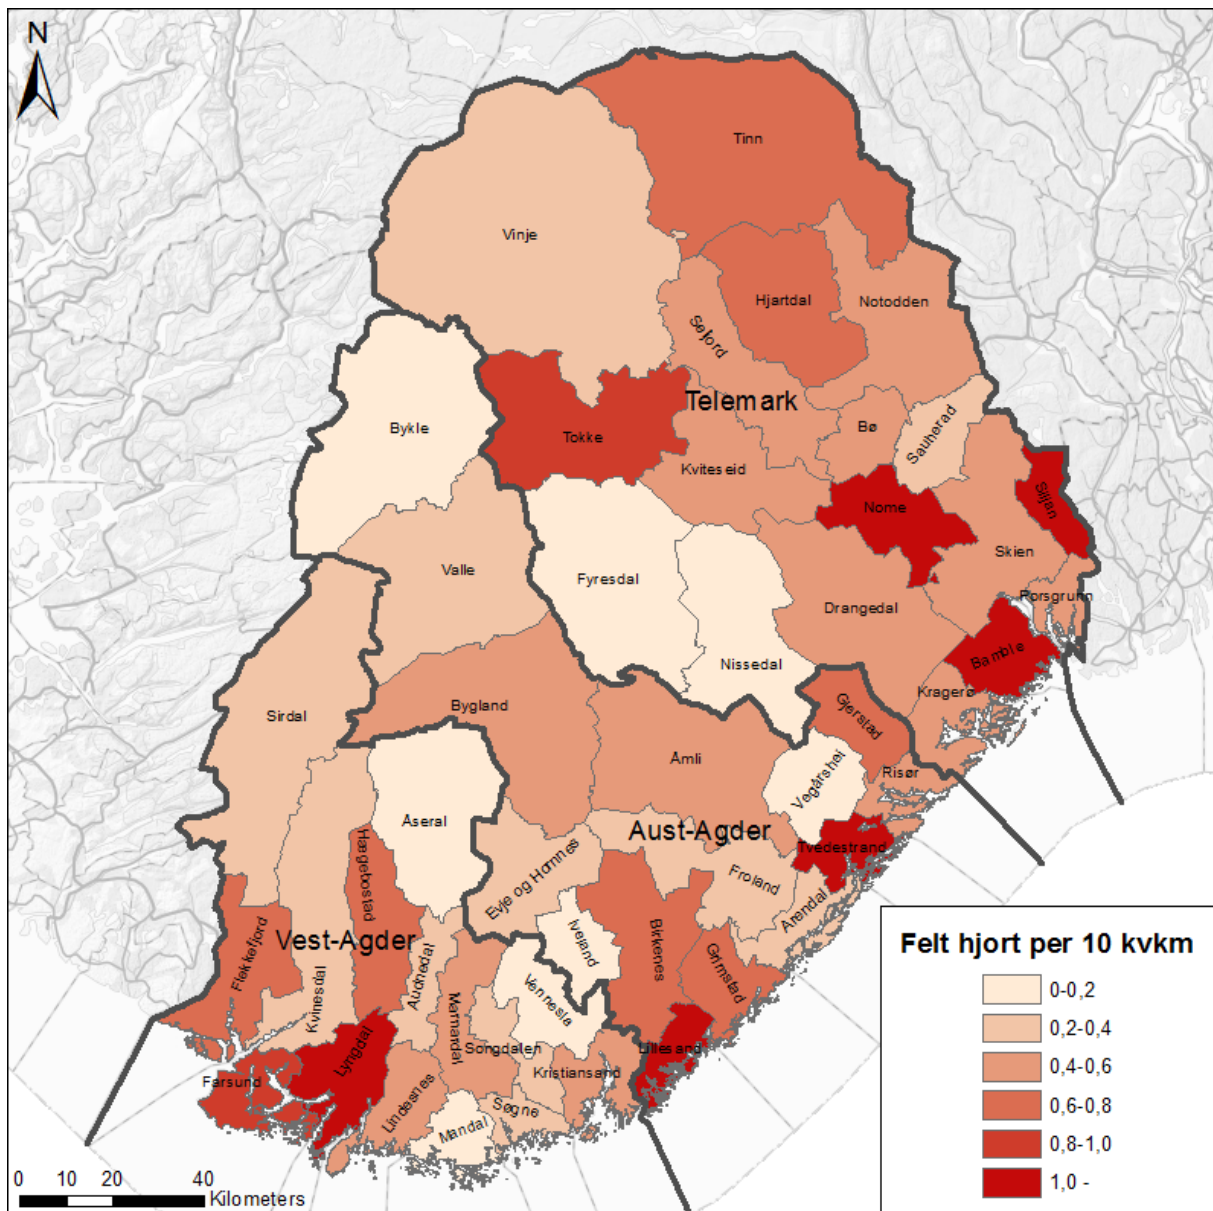 N
Tinn
Vinje
Hjartdal
Notodden
Seljord
Telemark
Bykle
Tokke
Bø
Sauherad
Kviteseid
Nome
Siljan
Skien
Valle
Fyresdal
Porsgrunn
Drangedal
Bamble
Nissedal
Kragerø
Sirdal
Bygland
Gjerstad
Åmli
Risør
Vegårshei
Åseral
Hægebostad
Aust-Agder
Tvedestrand
Evje og Hornnes
Froland
Arendal
Vest-Agder
Flekkefjord
Kvinesdal
Audnedal
Iveland
Birkenes
Grimstad
Marnardal
Vennesla
Lyngdal
Songdalen
Lillesand
Farsund
Kristiansand
Lindesnes
Søgne
Mandal
Felt hjort per 10 kvkm
0-0,2
0,2-0,4
0,4-0,6
0,6-0,8
0,8-1,0
1,0 -
0 10 20 40
Kilometers